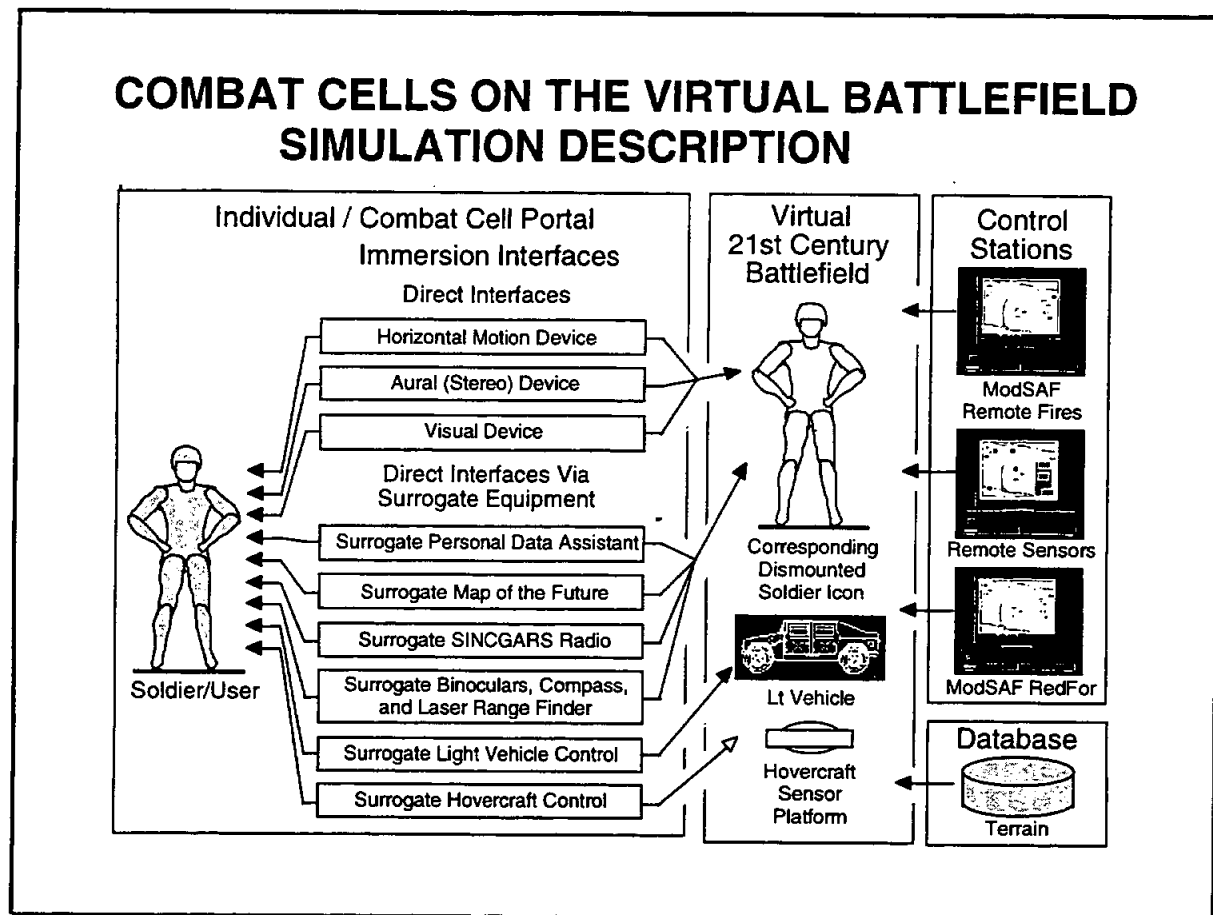 COMBAT CELLS ON THE VIRTUAL BATTLEFIELD
SIMULATION DESCRIPTION
Individual / Combat Cell Portal
Immersion Interfaces
Direct Interfaces
Horizontal Motion Device
Aural (Stereo) Device
Visual Device
Direct Interfaces Via
Surrogate Equipment
Surrogate Personal Data Assistant
Surrogate Map of the Future
Surrogate SINCGARS Radio
Surrogate Binoculars, Compass,
and Laser Range Finder
Surrogate Light Vehicle Control
Surrogate Hovercraft Control
Soldier/User
Virtual
21st Century
Battlefield
Corresponding
Dismounted
Soldier Icon
Lt Vehicle
Hovercraft
Sensor
Platform
Control
Stations
ModSAF
Remote Fires
Remote Sensors
ModSAF RedFor
Database
Terrain